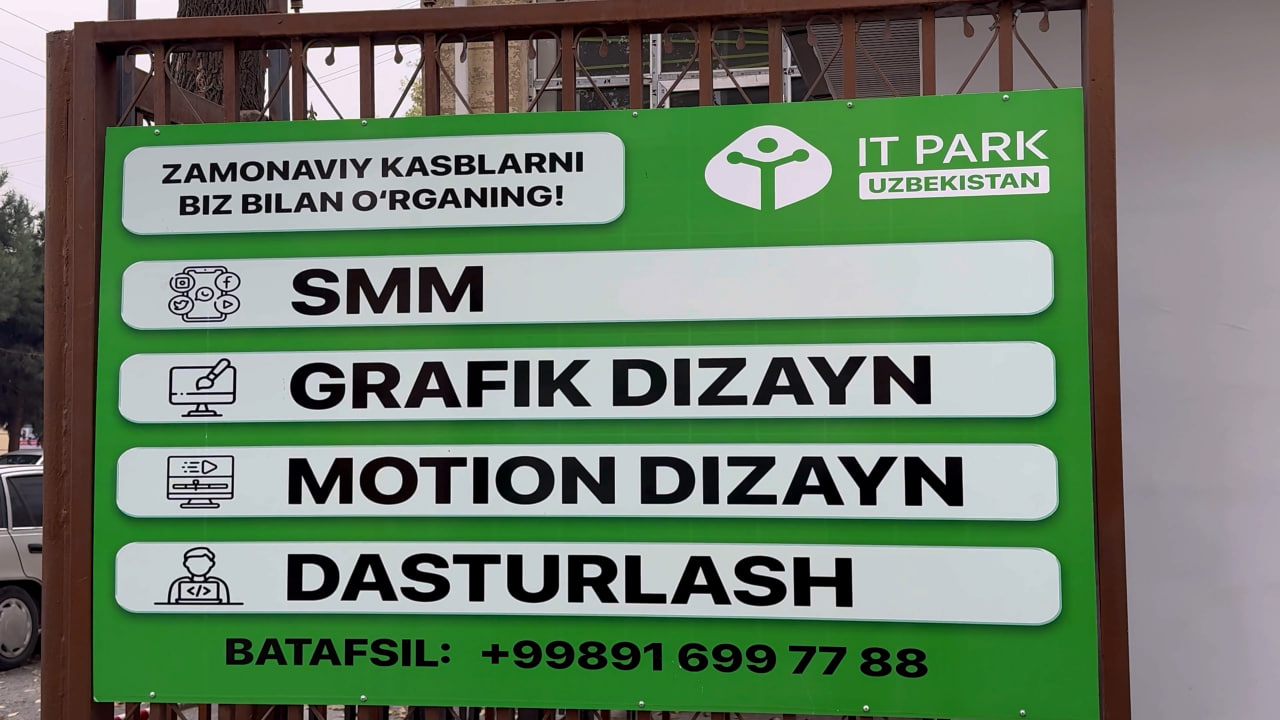 ZAMONAVIY KASBLARNI
BIZ BILAN O‘RGANING!
IT PARK
UZBEKISTAN
SMM
GRAFIK DIZAYN
MOTION DIZAYN
DASTURLASH
BATAFSIL: +99891 699 77 88